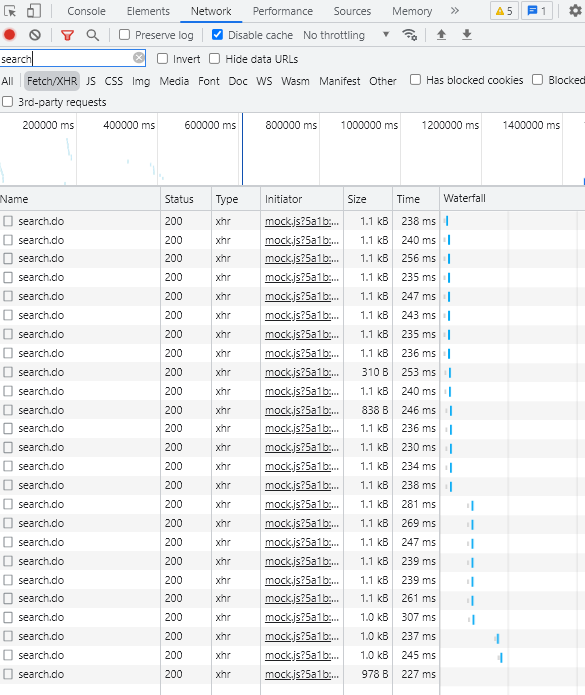 Console Elements Network Performance Sources Memory » 5 1
Preserve log Disable cache No throttling
search Invert Hide data URLs
All Fetch/XHR JS CSS Img Media Font Doc WS Wasm Manifest Other Has blocked cookies Blocked
3rd-party requests
200000 ms 400000 ms 600000 ms 800000 ms 1000000 ms 1200000 ms 1400000 ms
Name Status Type Initiator Size Time Waterfall
search.do 200 xhr mock.js?5a1b:... 1.1 kB 238 ms
search.do 200 xhr mock.js?5a1b:... 1.1 kB 240 ms
search.do 200 xhr mock.js?5a1b:... 1.1 kB 256 ms
search.do 200 xhr mock.js?5a1b:... 1.1 kB 235 ms
search.do 200 xhr mock.js?5a1b:... 1.1 kB 247 ms
search.do 200 xhr mock.js?5a1b:... 1.1 kB 243 ms
search.do 200 xhr mock.js?5a1b:... 1.1 kB 235 ms
search.do 200 xhr mock.js?5a1b:... 1.1 kB 236 ms
search.do 200 xhr mock.js?5a1b:... 310 B 253 ms
search.do 200 xhr mock.js?5a1b:... 1.1 kB 240 ms
search.do 200 xhr mock.js?5a1b:... 838 B 246 ms
search.do 200 xhr mock.js?5a1b:... 1.1 kB 236 ms
search.do 200 xhr mock.js?5a1b:... 1.1 kB 230 ms
search.do 200 xhr mock.js?5a1b:... 1.1 kB 234 ms
search.do 200 xhr mock.js?5a1b:... 1.1 kB 238 ms
search.do 200 xhr mock.js?5a1b:... 1.1 kB 281 ms
search.do 200 xhr mock.js?5a1b:... 1.1 kB 269 ms
search.do 200 xhr mock.js?5a1b:... 1.1 kB 247 ms
search.do 200 xhr mock.js?5a1b:... 1.1 kB 239 ms
search.do 200 xhr mock.js?5a1b:... 1.1 kB 239 ms
search.do 200 xhr mock.js?5a1b:... 1.1 kB 261 ms
search.do 200 xhr mock.js?5a1b:... 1.0 kB 307 ms
search.do 200 xhr mock.js?5a1b:... 1.0 kB 237 ms
search.do 200 xhr mock.js?5a1b:... 1.0 kB 245 ms
search.do 200 xhr mock.js?5a1b:... 978 B 227 ms